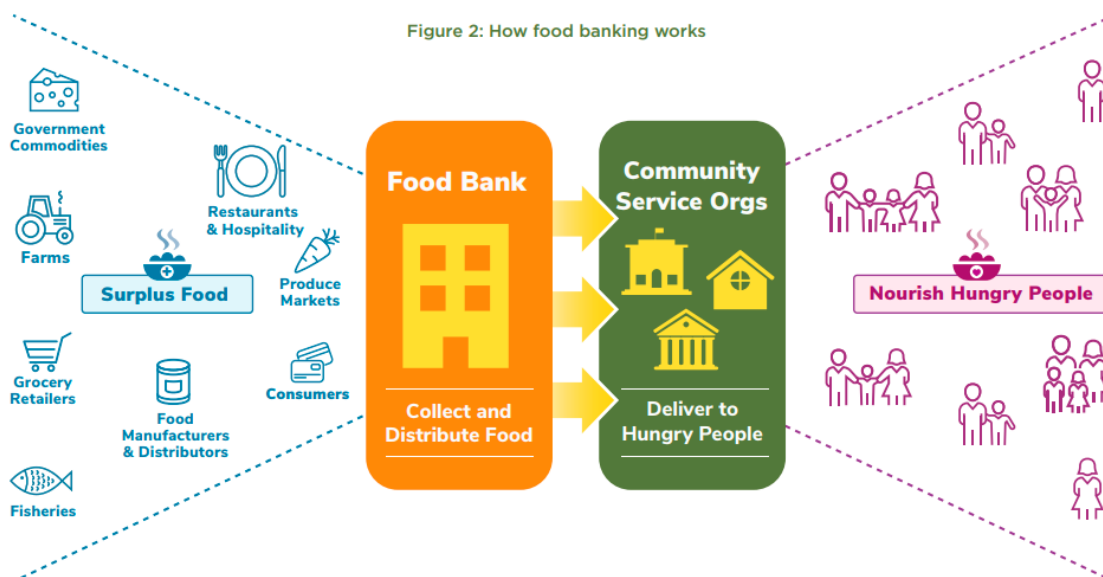 Figure 2: How food banking works
Government
Commodities
Restaurants
& Hospitality
Farms
Surplus Food
Produce
Markets
Grocery
Retailers
Food
Manufacturers
& Distributors
Consumers
Fisheries
Food Bank
Collect and
Distribute Food
Community
Service Orgs
Deliver to
Hungry People
Nourish Hungry People